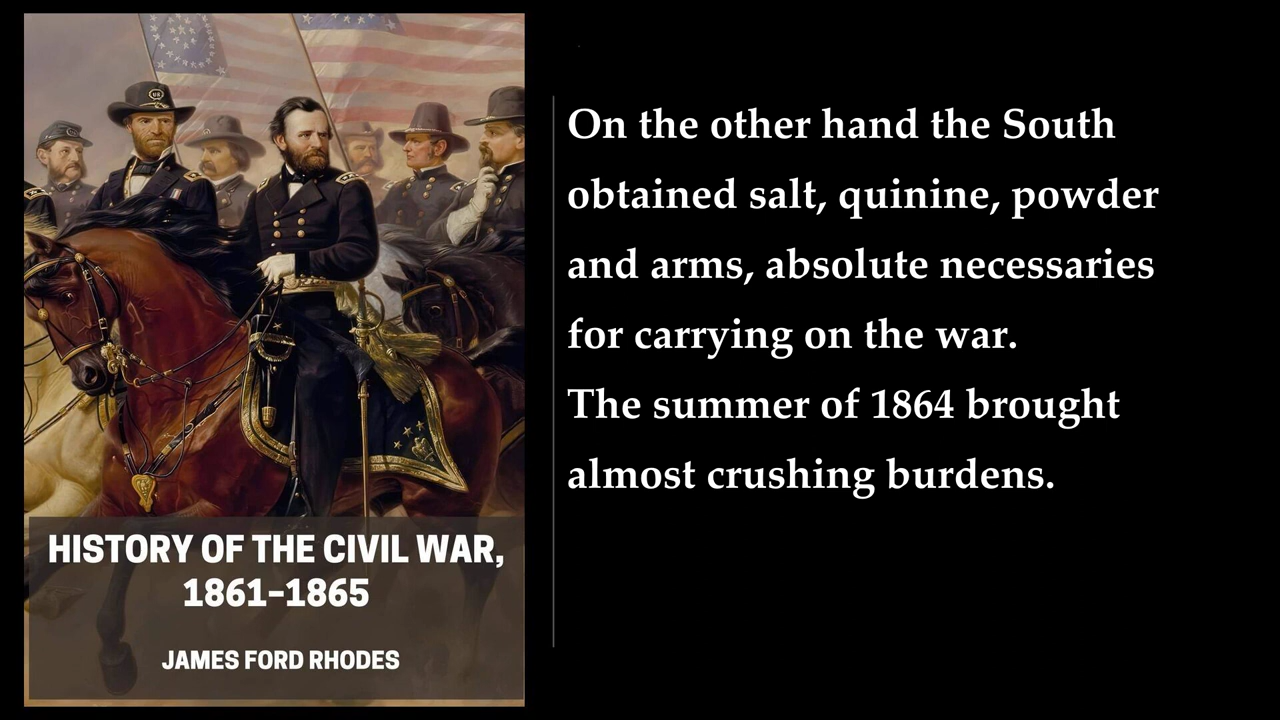 HISTORY OF THE CIVIL WAR,
1861–1865
JAMES FORD RHODES
On the other hand the South
obtained salt, quinine, powder
and arms, absolute necessaries
for carrying on the war.
The summer of 1864 brought
almost crushing burdens.